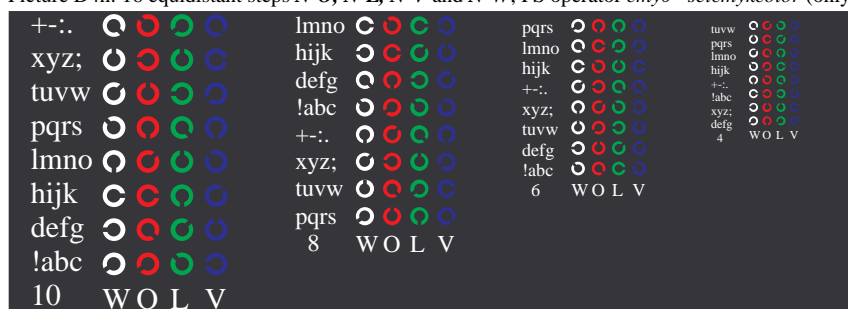 +-:.
xyz;
tuvw
pqrs
lmno
hijk
defg
!abc
10 W O L V
lmno
hijk
defg
!abc
+-:.
xyz;
tuvw
pqrs
8 W O L V
pqrs
lmno
hijk
+-:.
xyz;
tuvw
defg
!abc
6 W O L V
tuvw
pqrs
lmno
hijk
+-:.
!abc
xyz;
defg
4 W O L V